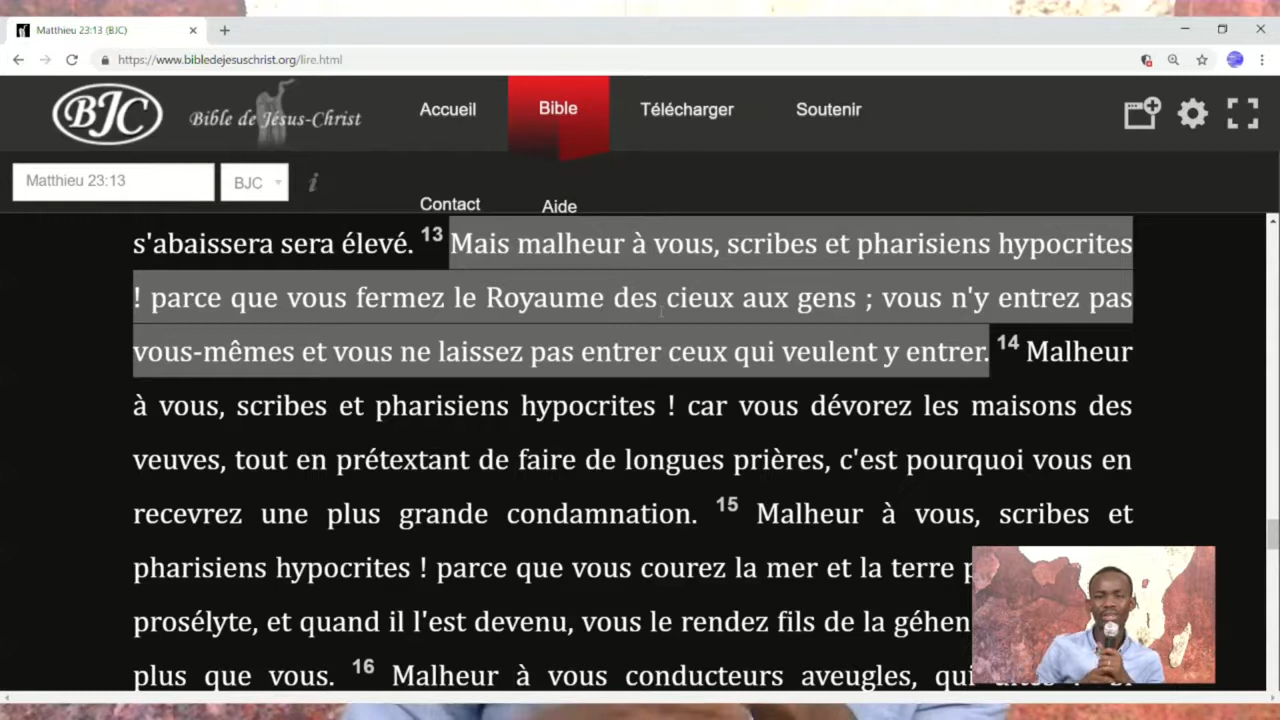 Matthieu 23:13 (BJC)
https://www.bibledejesuschrist.org/lire.html
BJC Bible de Jésus-Christ Accueil Bible Télécharger Soutenir
Matthieu 23:13 BJC i
Contact Aide
s'abaissera sera élevé. 13 Mais malheur à vous, scribes et pharisiens hypocrites
! parce que vous fermez le Royaume des cieux aux gens ; vous n'y entrez pas
vous-mêmes et vous ne laissez pas entrer ceux qui veulent y entrer. 14 Malheur
à vous, scribes et pharisiens hypocrites ! car vous dévorez les maisons des
veuves, tout en prétextant de faire de longues prières, c'est pourquoi vous en
recevrez une plus grande condamnation. 15 Malheur à vous, scribes et
pharisiens hypocrites ! parce que vous courez la mer et la terre p
prosélyte, et quand il l'est devenu, vous le rendez fils de la géhen
plus que vous. 16 Malheur à vous conducteurs aveugles, qui